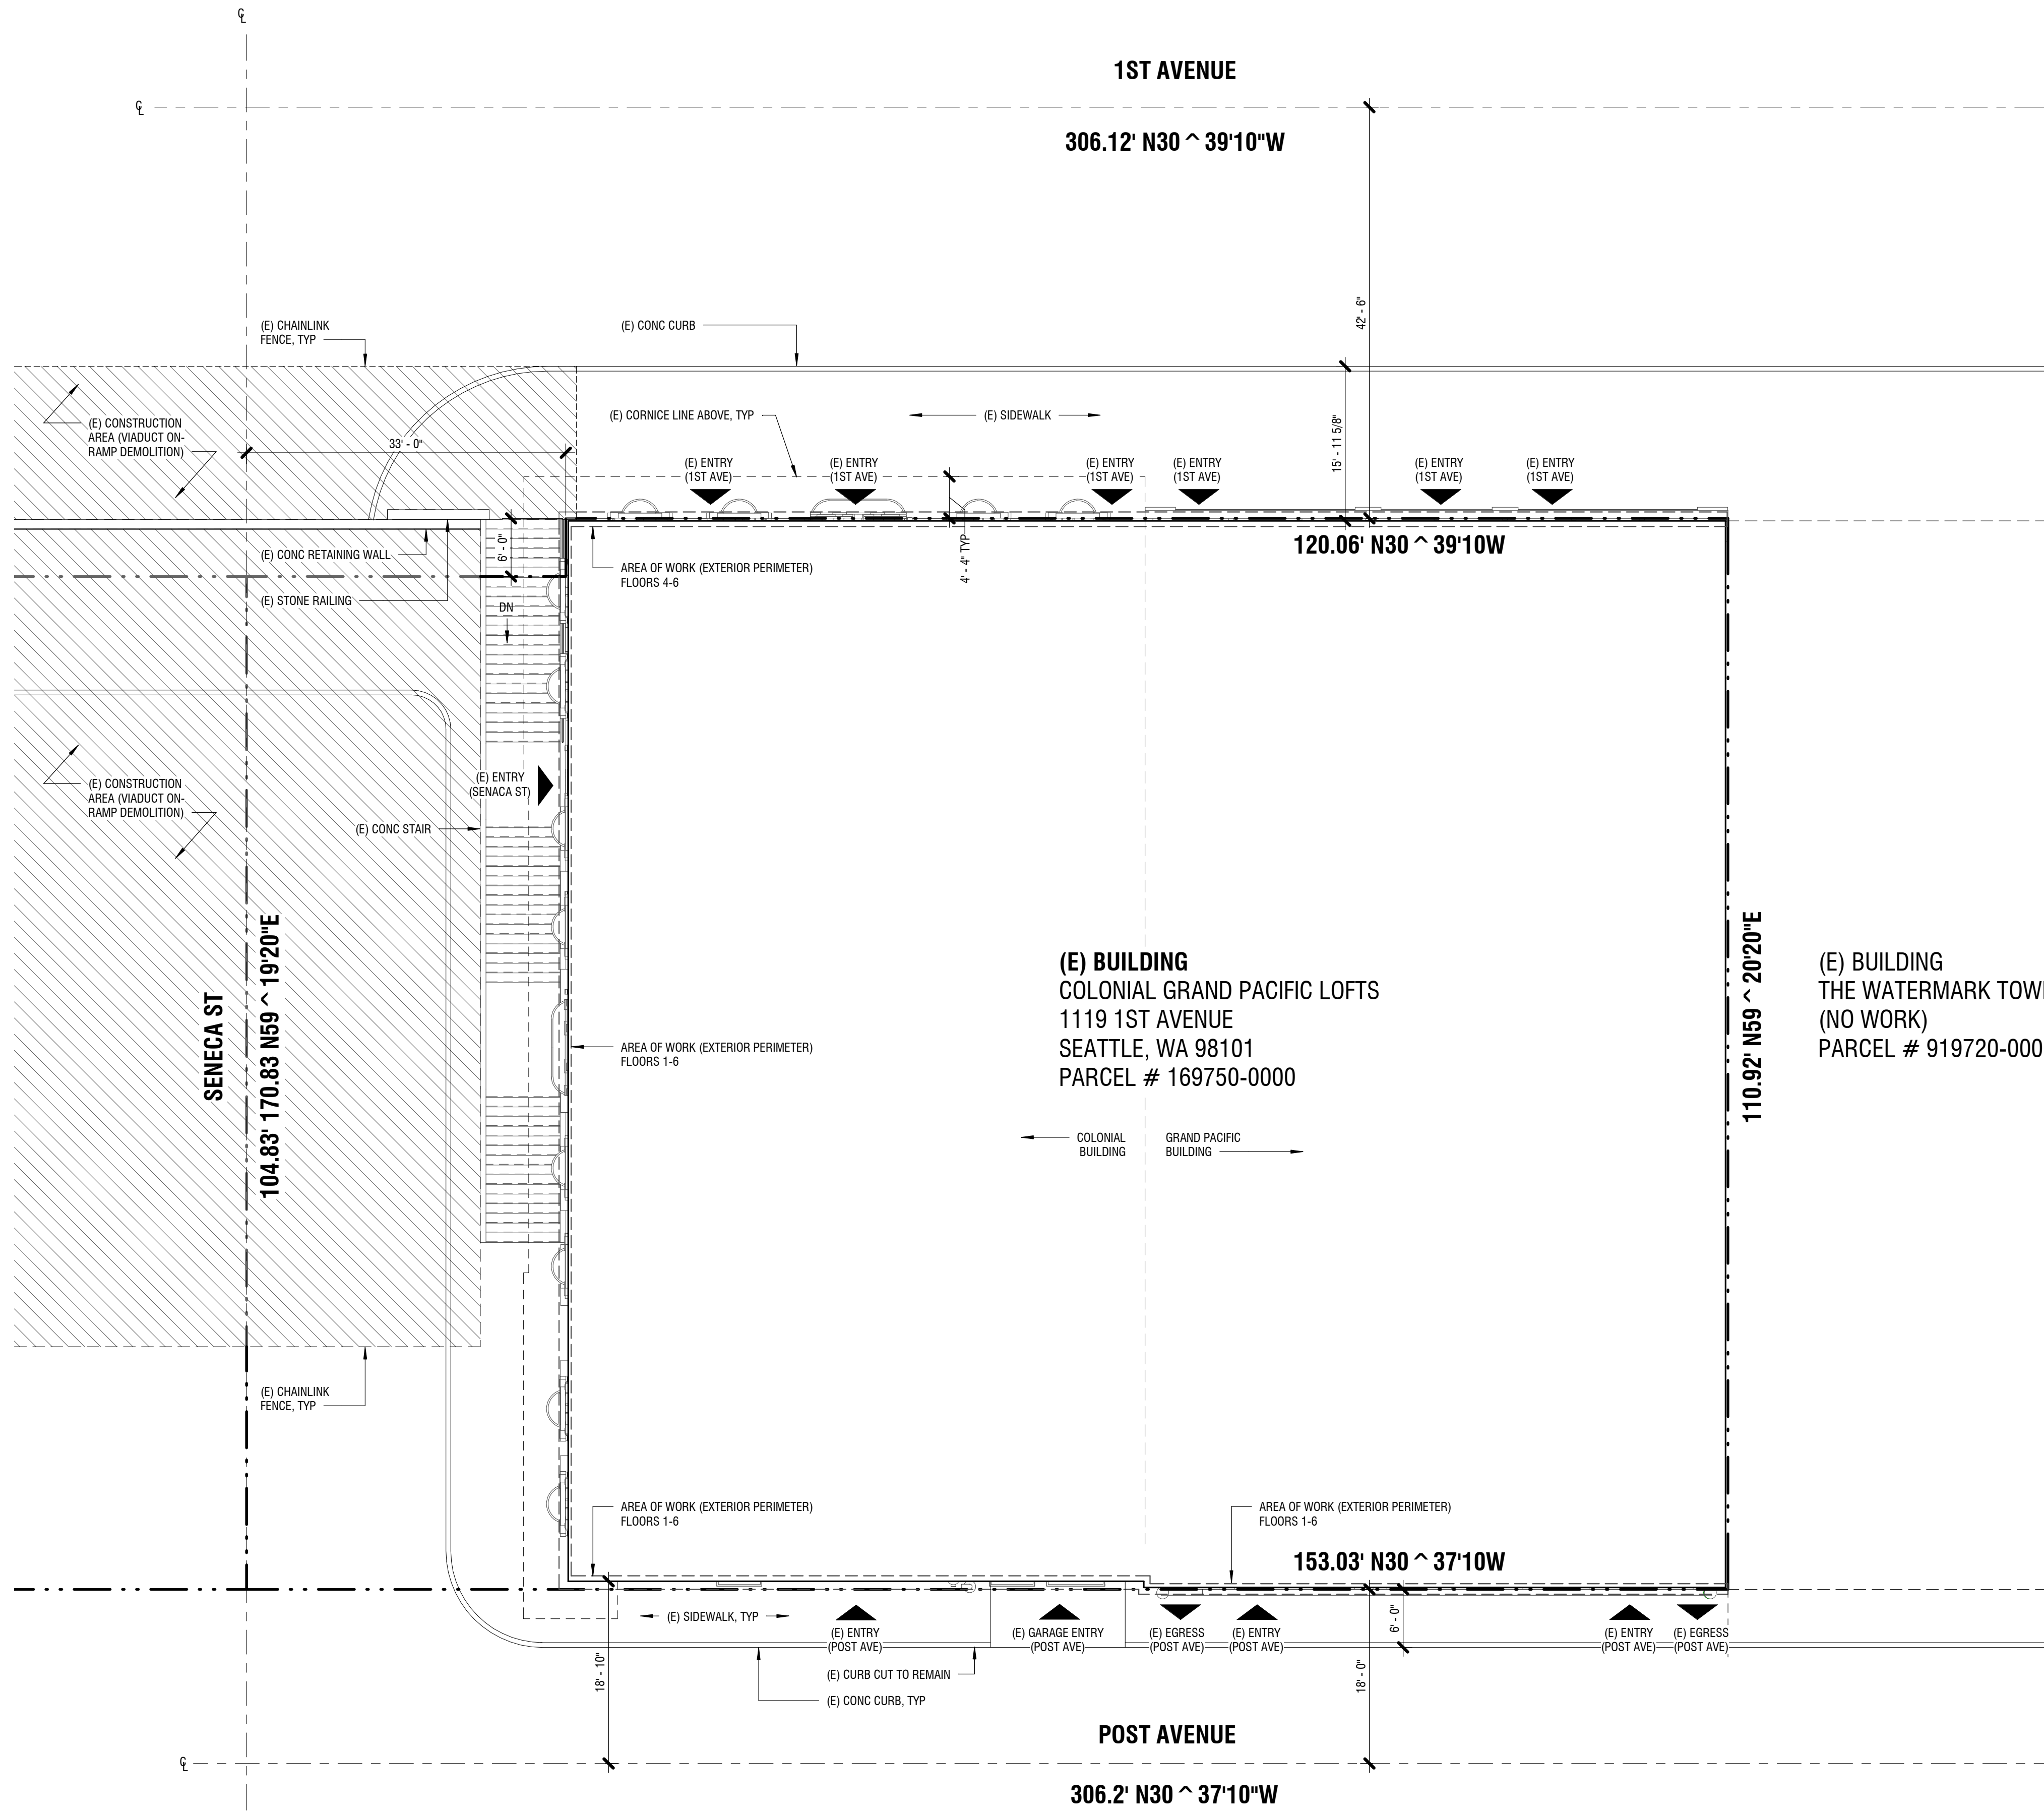 ℄
1ST AVENUE
℄
306.12' N30 ^ 39'10"W
42' - 6"
(E) CHAINLINK
FENCE, TYP
(E) CONC CURB
(E) CONSTRUCTION
AREA (VIADUCT ON-
RAMP DEMOLITION)
33' - 0"
(E) CORNICE LINE ABOVE, TYP
(E) SIDEWALK
15' - 11 5/8"
(E) ENTRY
(1ST AVE)
(E) ENTRY
(1ST AVE)
(E) ENTRY
(1ST AVE)
(E) ENTRY
(1ST AVE)
(E) ENTRY
(1ST AVE)
(E) ENTRY
(1ST AVE)
(E) CONC RETAINING WALL
6' - 0"
4' - 4" TYP
120.06' N30 ^ 39'10W
AREA OF WORK (EXTERIOR PERIMETER)
FLOORS 4-6
(E) STONE RAILING
DN
(E) ENTRY
(SENACA ST)
(E) CONSTRUCTION
AREA (VIADUCT ON-
RAMP DEMOLITION)
(E) CONC STAIR
SENECA ST
104.83' 170.83 N59 ^ 19'20"E
(E) BUILDING
COLONIAL GRAND PACIFIC LOFTS
1119 1ST AVENUE
SEATTLE, WA 98101
PARCEL # 169750-0000
110.92' N59 ^ 20'20"E
(E) BUILDING
THE WATERMARK TOW
(NO WORK)
PARCEL # 919720-000
AREA OF WORK (EXTERIOR PERIMETER)
FLOORS 1-6
COLONIAL
BUILDING
GRAND PACIFIC
BUILDING
(E) CHAINLINK
FENCE, TYP
AREA OF WORK (EXTERIOR PERIMETER)
FLOORS 1-6
AREA OF WORK (EXTERIOR PERIMETER)
FLOORS 1-6
153.03' N30 ^ 37'10W
(E) SIDEWALK, TYP
(E) ENTRY
(POST AVE)
(E) GARAGE ENTRY
(POST AVE)
(E) EGRESS
(POST AVE)
(E) ENTRY
(POST AVE)
6' - 0"
(E) ENTRY
(POST AVE)
(E) EGRESS
(POST AVE)
18' - 10"
(E) CURB CUT TO REMAIN
(E) CONC CURB, TYP
18' - 0"
POST AVENUE
℄
306.2' N30 ^ 37'10"W